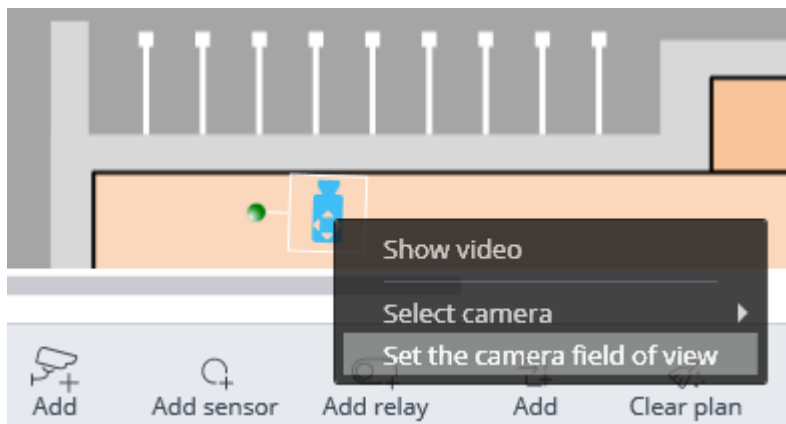 Show video
Select camera
Set the camera field of view
Add
Add sensor
Add relay
Add
Clear plan